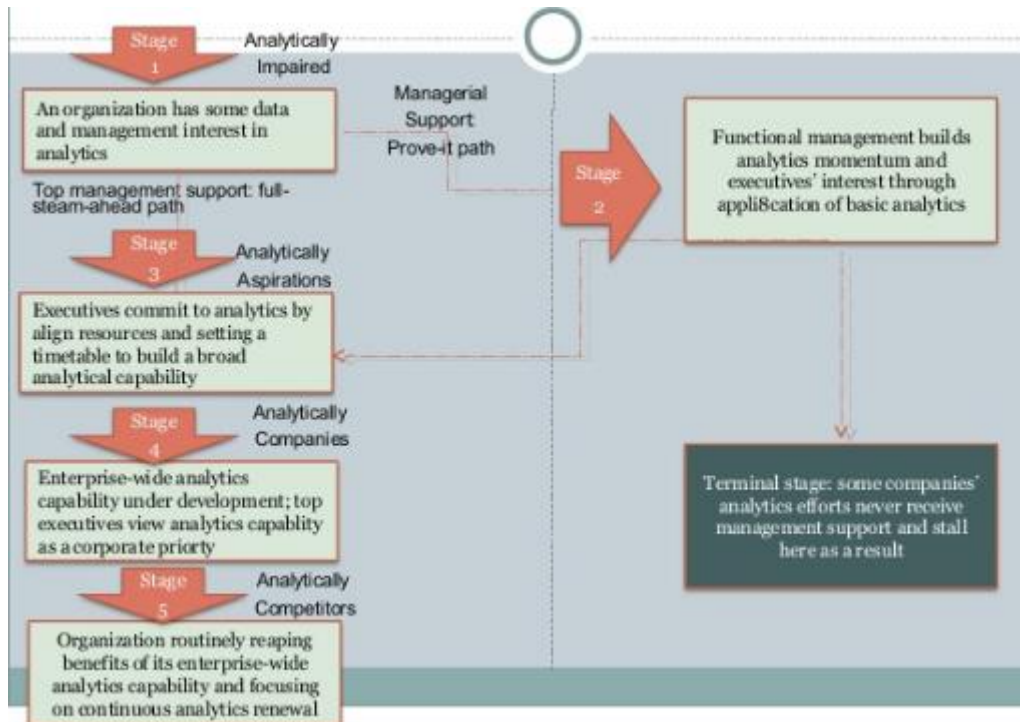 Stage
1
Analytically
Impaired
An organization has some data
and management interest in
analytics
Managerial
Support:
Prove-it path
Stage
2
Functional management builds
analytics momentum and
executives' interest through
appli8cation of basic analytics
Top management support: full-
steam-ahead path
Stage
3
Analytically
Aspirations
Executives commit to analytics by
align resources and setting a
timetable to build a broad
analytical capability
Stage
4
Analytically
Companies
Enterprise-wide analytics
capability under development; top
executives view analytics capablity
as a corporate priorty
Terminal stage: some companies'
analytics efforts never receive
management support and stall
here as a result
Stage
5
Analytically
Competitors
Organization routinely reaping
benefits of its enterprise-wide
analytics capability and focusing
on continuous analytics renewal